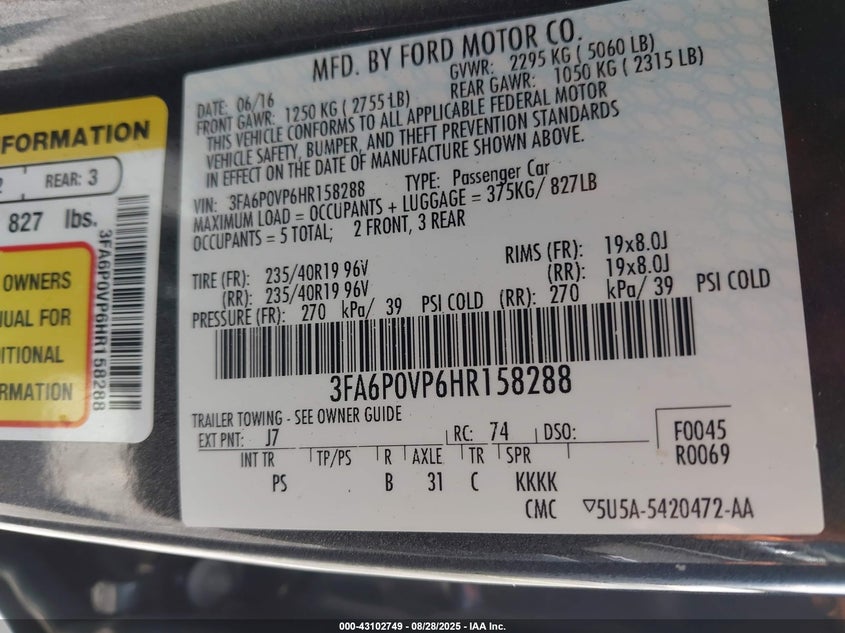 MFD. BY FORD MOTOR CO.
DATE: 06/16
GVWR: 2295 KG ( 5060 LB)
FRONT GAWR: 1250 KG ( 2755 LB)
REAR GAWR: 1050 KG ( 2315 LB)
THIS VEHICLE CONFORMS TO ALL APPLICABLE FEDERAL MOTOR
VEHICLE SAFETY, BUMPER, AND THEFT PREVENTION STANDARDS
IN EFFECT ON THE DATE OF MANUFACTURE SHOWN ABOVE.
VIN: 3FA6P0VP6HR158288 TYPE: Passenger Car
MAXIMUM LOAD = OCCUPANTS + LUGGAGE = 375KG/ 827LB
OCCUPANTS = 5 TOTAL; 2 FRONT, 3 REAR
TIRE (FR): 235/40R19 96V RIMS (FR): 19x8.0J
(RR): 235/40R19 96V (RR): 19x8.0J
PRESSURE (FR): 270 kPa/ 39 PSI COLD (RR): 270 kPa/ 39 PSI COLD
3FA6P0VP6HR158288
TRAILER TOWING - SEE OWNER GUIDE
EXT PNT: J7 RC: 74 DSO: F0045
INT TR TP/PS R AXLE TR SPR R0069
PS B 31 C KKKK
CMC ▽5U5A-5420472-AA
FORMATION
2 REAR: 3
827 lbs.
OWNERS
NUAL FOR
DITIONAL
RMATION
3FA6P0VP6HR158288
000-43102749 - 08/28/2025 - IAA Inc.